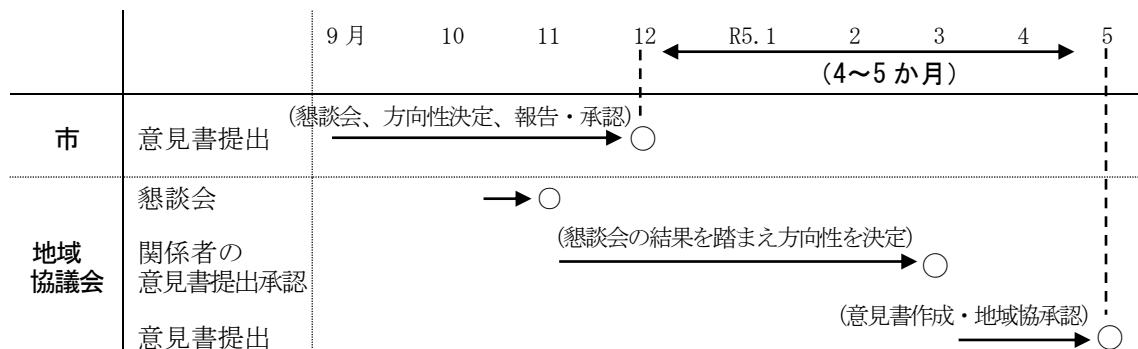 9月 10 11 12 R5.1 2 3 4 5
(4～5か月)
(懇談会、方向性決定、報告・承認)
市 意見書提出 ○
懇談会 ○
(懇談会の結果を踏まえ方向性を決定)
地域 関係者の
協議会 意見書提出承認 ○
(意見書作成・地域協承認)
意見書提出 ○